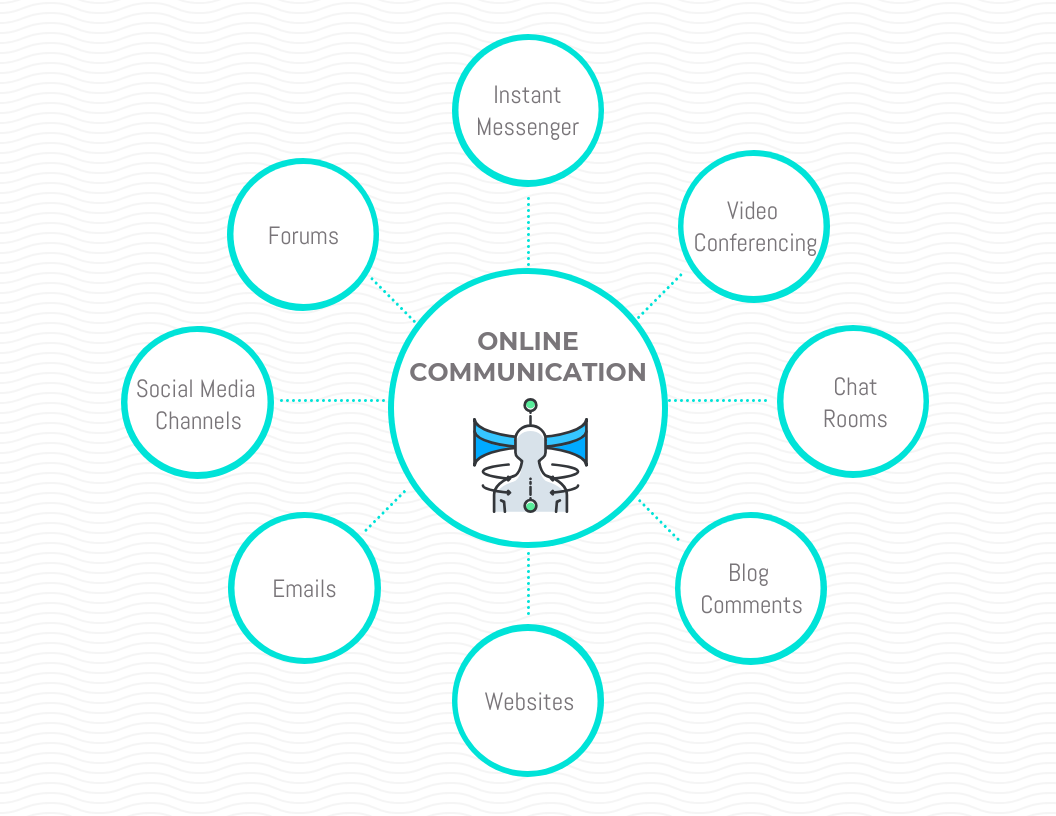 Instant
Messenger
Video
Conferencing
Forums
ONLINE
COMMUNICATION
Social Media
Channels
Chat
Rooms
Blog
Comments
Emails
Websites